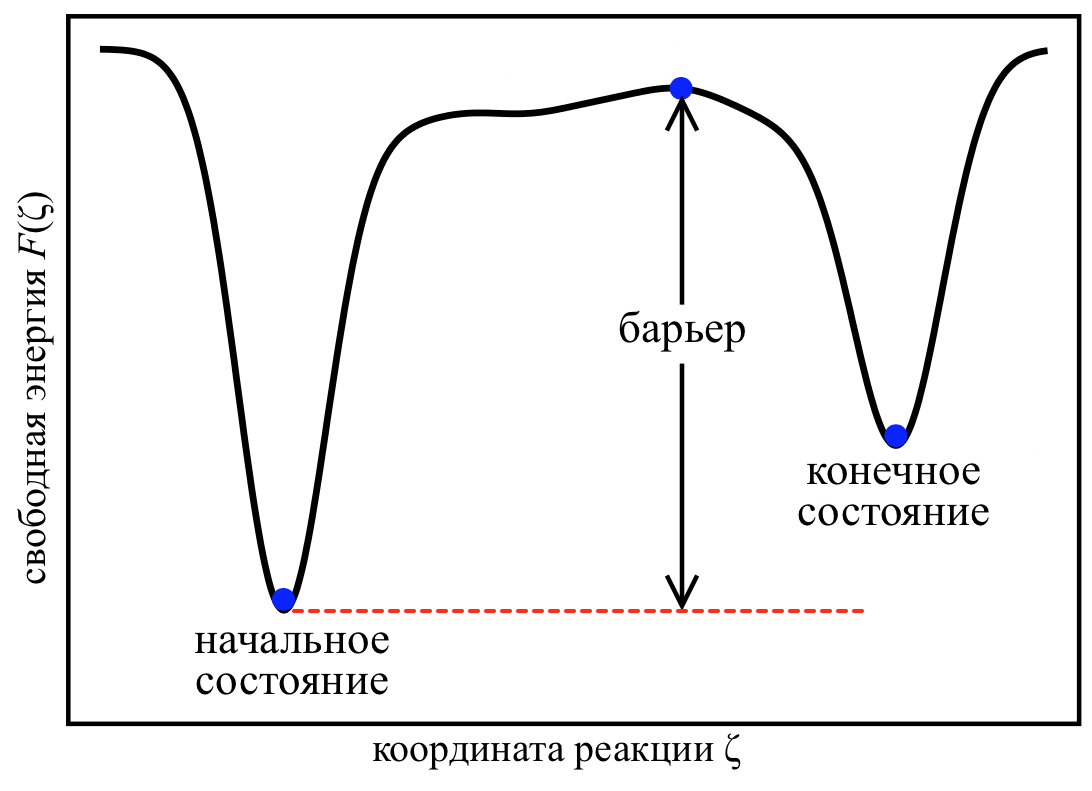 свободная энергия F(ζ)
барьер
конечное
состояние
начальное
состояние
координата реакции ζ